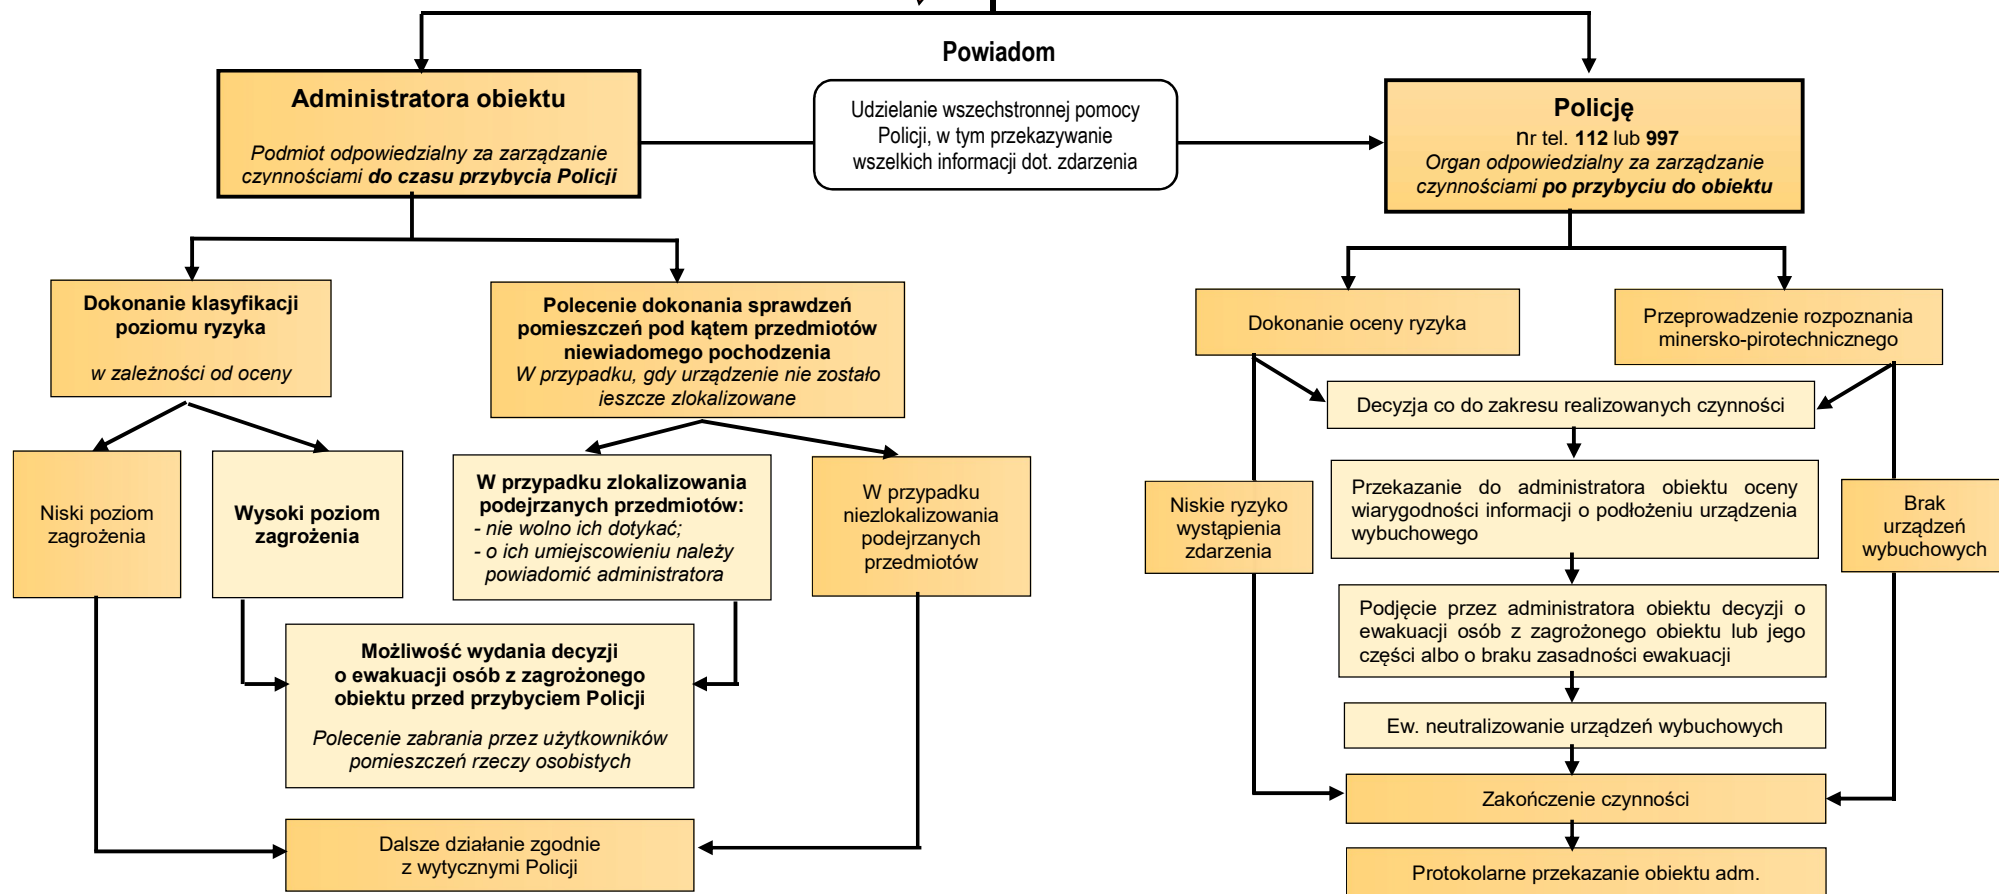 Powiadom
Administratora obiektu
Podmiot odpowiedzialny za zarządzanie
czynnościami do czasu przybycia Policji
Udzielanie wszechstronnej pomocy
Policji, w tym przekazywanie
wszelkich informacji dot. zdarzenia
Policję
nr tel. 112 lub 997
Organ odpowiedzialny za zarządzanie
czynnościami po przybyciu do obiektu
Dokonanie klasyfikacji
poziomu ryzyka
w zależności od oceny
Polecenie dokonania sprawdzeń
pomieszczeń pod kątem przedmiotów
niewiadomego pochodzenia
W przypadku, gdy urządzenie nie zostało
jeszcze zlokalizowane
Niski poziom
zagrożenia
Wysoki poziom
zagrożenia
W przypadku zlokalizowania
podejrzanych przedmiotów:
- nie wolno ich dotykać;
- o ich umiejscowieniu należy
powiadomić administratora
W przypadku
niezlokalizowania
podejrzanych
przedmiotów
Możliwość wydania decyzji
o ewakuacji osób z zagrożonego
obiektu przed przybyciem Policji
Polecenie zabrania przez użytkowników
pomieszczeń rzeczy osobistych
Dalsze działanie zgodnie
z wytycznymi Policji
Dokonanie oceny ryzyka
Przeprowadzenie rozpoznania
minersko-pirotechnicznego
Decyzja co do zakresu realizowanych czynności
Niskie ryzyko
wystąpienia
zdarzenia
Przekazanie do administratora obiektu oceny
wiarygodności informacji o podłożeniu urządzenia
wybuchowego
Brak
urządzeń
wybuchowych
Podjęcie przez administratora obiektu decyzji o
ewakuacji osób z zagrożonego obiektu lub jego
części albo o braku zasadności ewakuacji
Ew. neutralizowanie urządzeń wybuchowych
Zakończenie czynności
Protokolarne przekazanie obiektu adm.